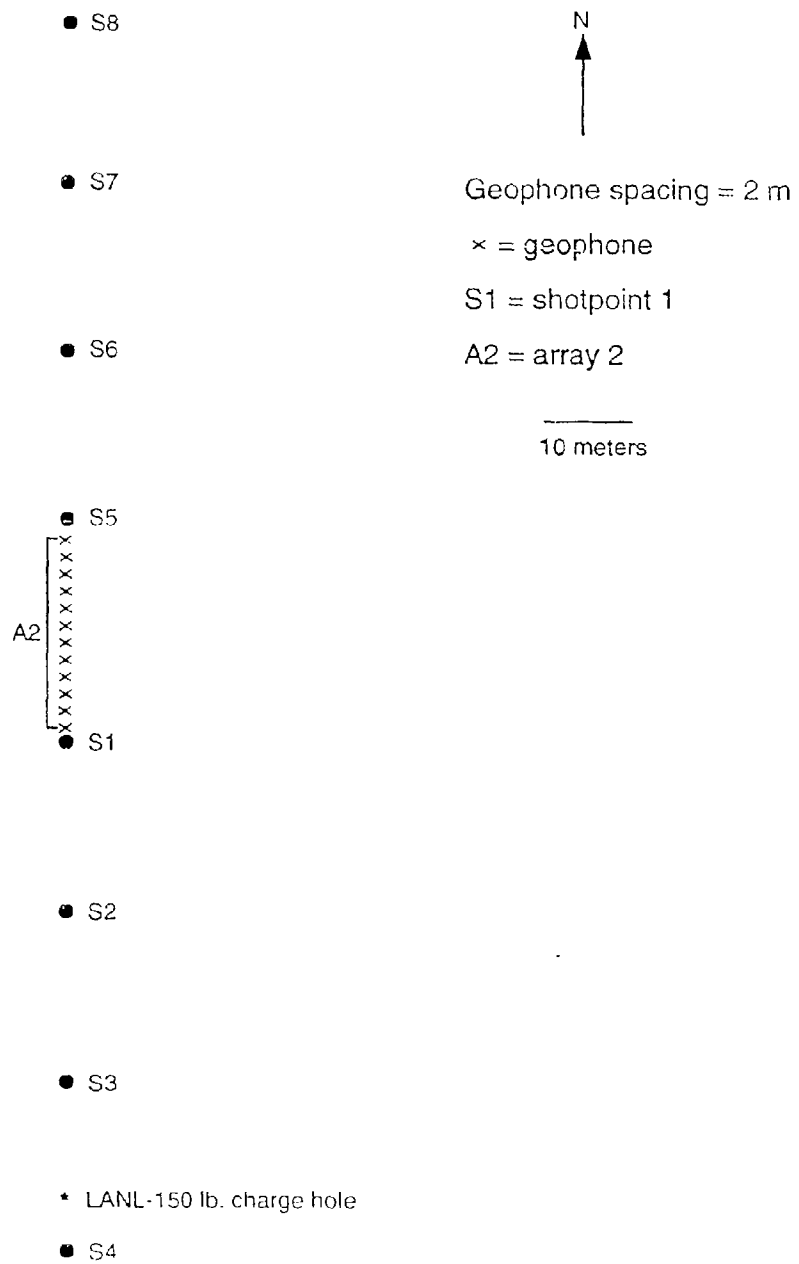 S8
N
S7
Geophone spacing = 2 m
x = geophone
S1 = shotpoint 1
S6
A2 = array 2
10 meters
S5
A2
S1
S2
S3
* LANL-150 lb. charge hole
S4